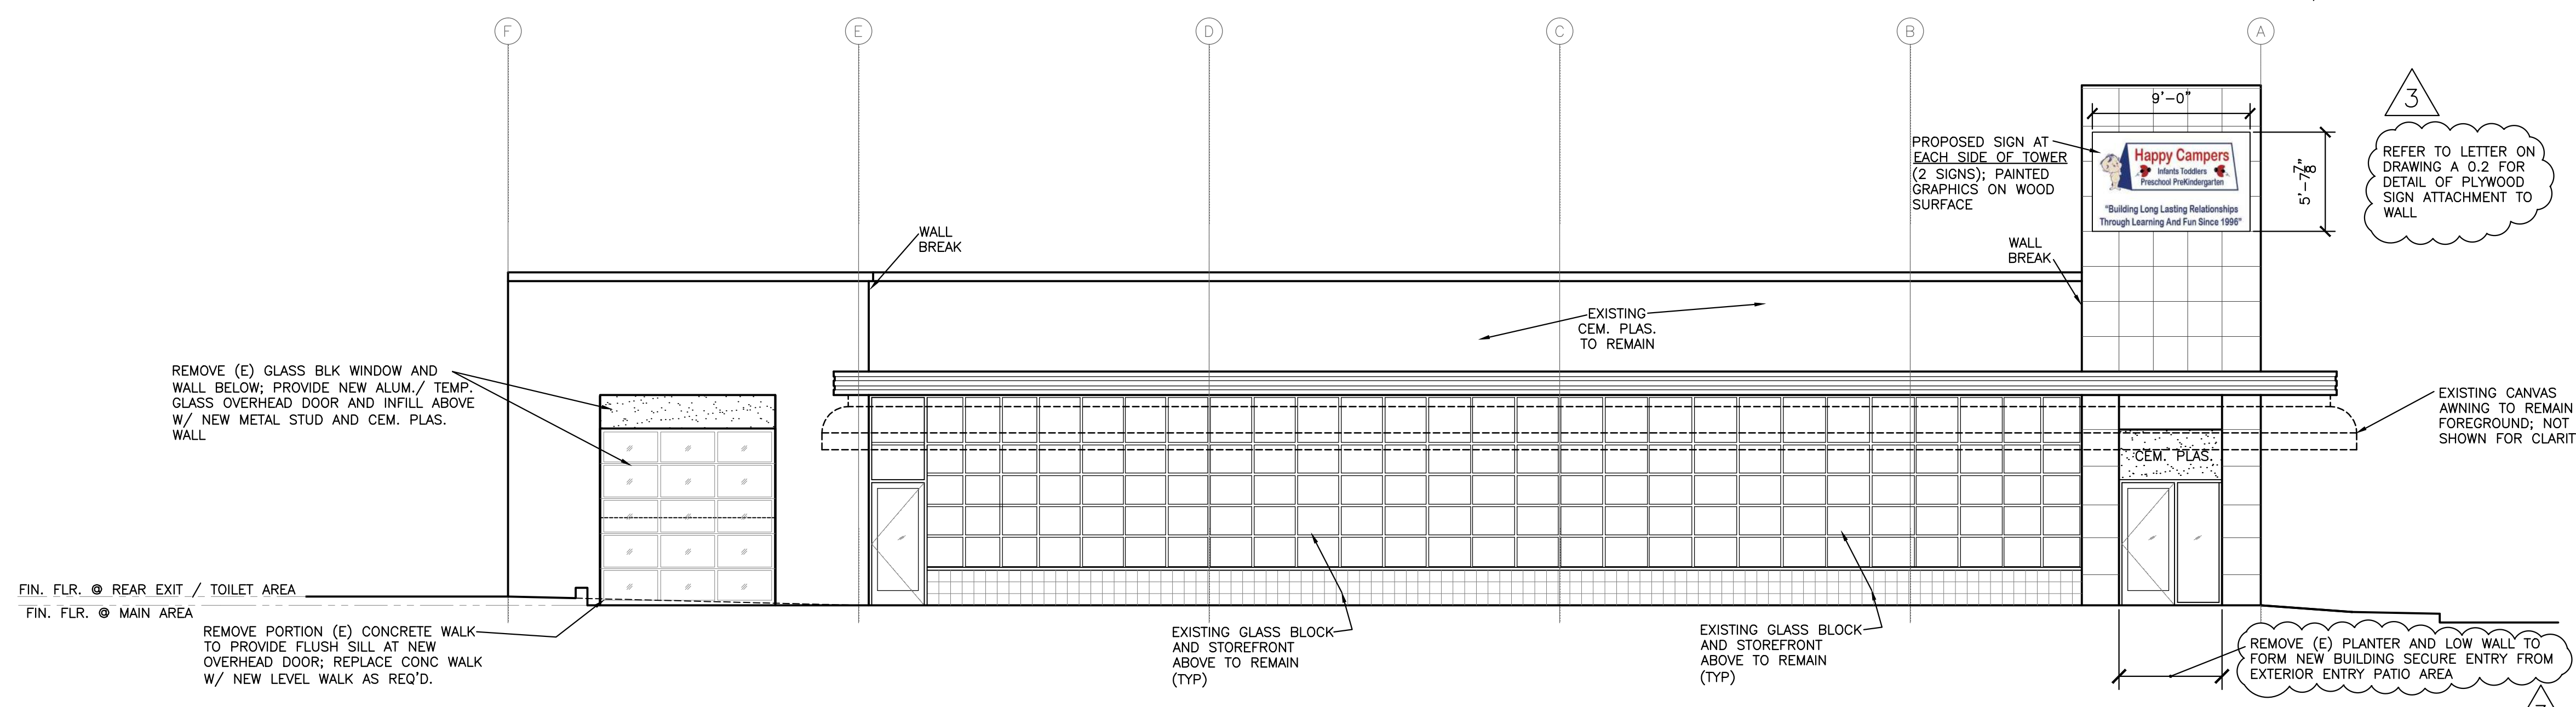 F
E
D
C
B
A
9'-0"
3
PROPOSED SIGN AT
EACH SIDE OF TOWER
(2 SIGNS); PAINTED
GRAPHICS ON WOOD
SURFACE
Happy Campers
Infants Toddlers
Preschool PreKindergarten
"Building Long Lasting Relationships
Through Learning And Fun Since 1996"
5'-7 7/8"
REFER TO LETTER ON
DRAWING A 0.2 FOR
DETAIL OF PLYWOOD
SIGN ATTACHMENT TO
WALL
WALL
BREAK
WALL
BREAK
EXISTING
CEM. PLAS.
TO REMAIN
REMOVE (E) GLASS BLK WINDOW AND
WALL BELOW; PROVIDE NEW ALUM./ TEMP.
GLASS OVERHEAD DOOR AND INFILL ABOVE
W/ NEW METAL STUD AND CEM. PLAS.
WALL
EXISTING CANVAS
AWNING TO REMAIN
FOREGROUND; NOT
SHOWN FOR CLARIT
CEM. PLAS.
FIN. FLR. @ REAR EXIT / TOILET AREA
FIN. FLR. @ MAIN AREA
REMOVE PORTION (E) CONCRETE WALK
TO PROVIDE FLUSH SILL AT NEW
OVERHEAD DOOR; REPLACE CONC WALK
W/ NEW LEVEL WALK AS REQ'D.
EXISTING GLASS BLOCK
AND STOREFRONT
ABOVE TO REMAIN
(TYP)
EXISTING GLASS BLOCK
AND STOREFRONT
ABOVE TO REMAIN
(TYP)
REMOVE (E) PLANTER AND LOW WALL TO
FORM NEW BUILDING SECURE ENTRY FROM
EXTERIOR ENTRY PATIO AREA